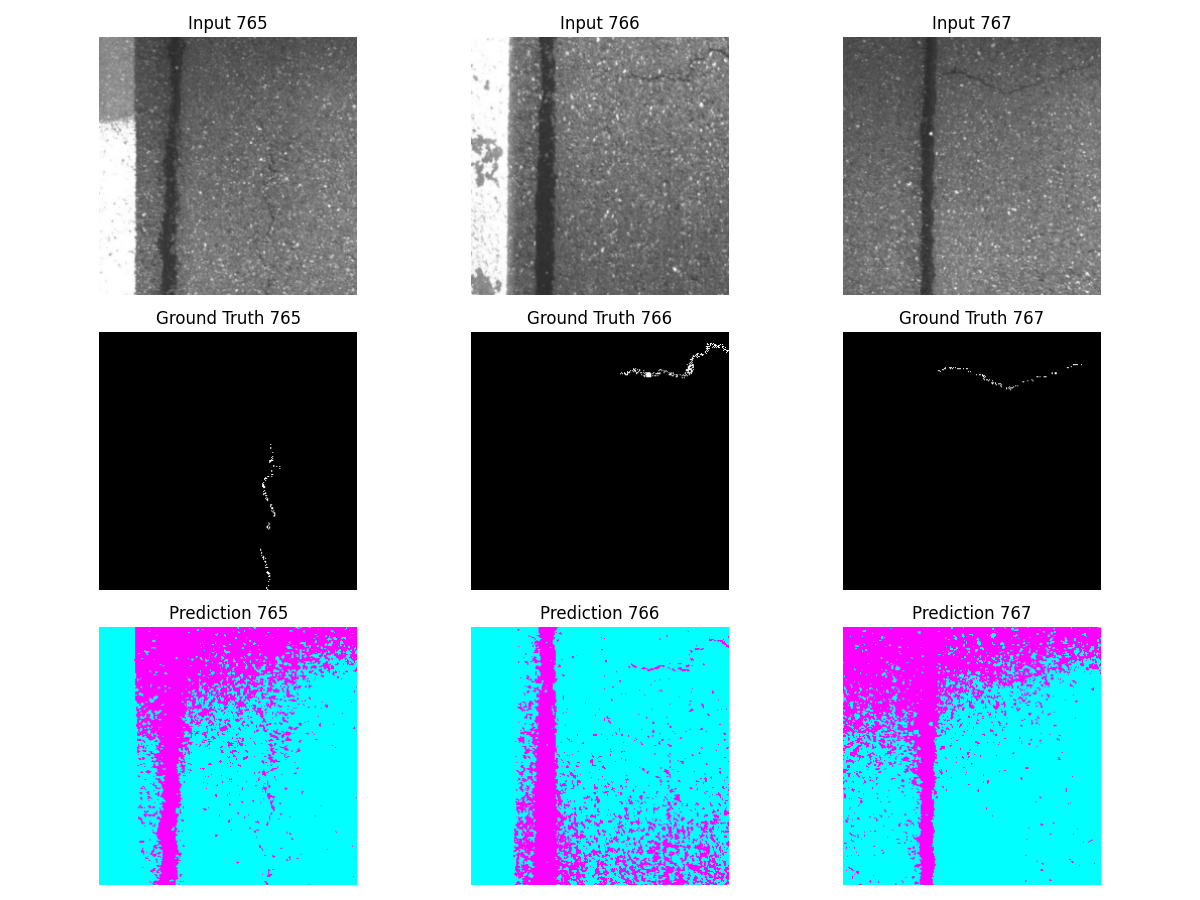 Input 765
Input 766
Input 767
Ground Truth 765
Ground Truth 766
Ground Truth 767
Prediction 765
Prediction 766
Prediction 767